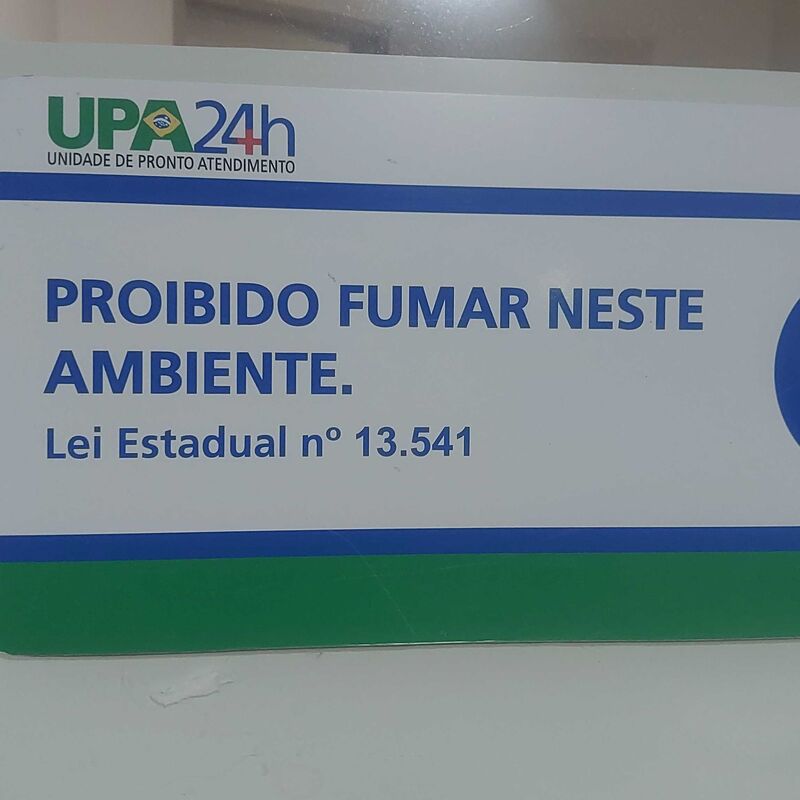 UPA24h
UNIDADE DE PRONTO ATENDIMENTO
PROIBIDO FUMAR NESTE
AMBIENTE.
Lei Estadual nº 13.541